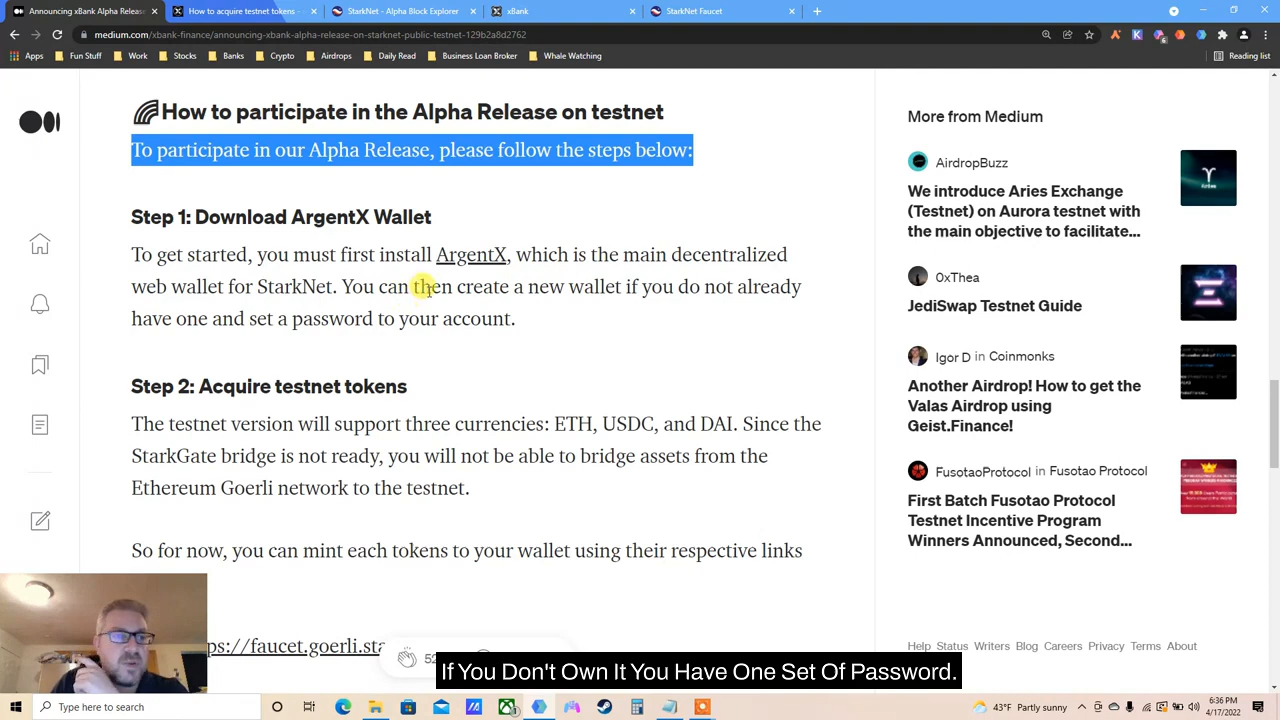 Announcing xBank Alpha Release
How to acquire testnet tokens -
StarkNet - Alpha Block Explorer
xBank
StarkNet Faucet
medium.com/xbank-finance/announcing-xbank-alpha-release-on-starknet-public-testnet-129b2a8d2762
Apps
Fun Stuff
Work
Stocks
Banks
Crypto
Airdrops
Daily Read
Business Loan Broker
Whale Watching
Reading list
How to participate in the Alpha Release on testnet
To participate in our Alpha Release, please follow the steps below:
Step 1: Download ArgentX Wallet
To get started, you must first install ArgentX, which is the main decentralized
web wallet for StarkNet. You can then create a new wallet if you do not already
have one and set a password to your account.
Step 2: Acquire testnet tokens
The testnet version will support three currencies: ETH, USDC, and DAI. Since the
StarkGate bridge is not ready, you will not be able to bridge assets from the
Ethereum Goerli network to the testnet.
So for now, you can mint each tokens to your wallet using their respective links
ps://faucet.goerli.sta
52
More from Medium
AirdropBuzz
We introduce Aries Exchange
(Testnet) on Aurora testnet with
the main objective to facilitate...
0xThea
JediSwap Testnet Guide
Igor D in Coinmonks
Another Airdrop! How to get the
Valas Airdrop using
Geist.Finance!
FusotaoProtocol in Fusotao Protocol
First Batch Fusotao Protocol
Testnet Incentive Program
Winners Announced, Second...
Help Status Writers Blog Careers Privacy Terms About
If You Don't Own It You Have One Set Of Password.
Type here to search
43°F Partly sunny
6:36 PM
4/17/2022